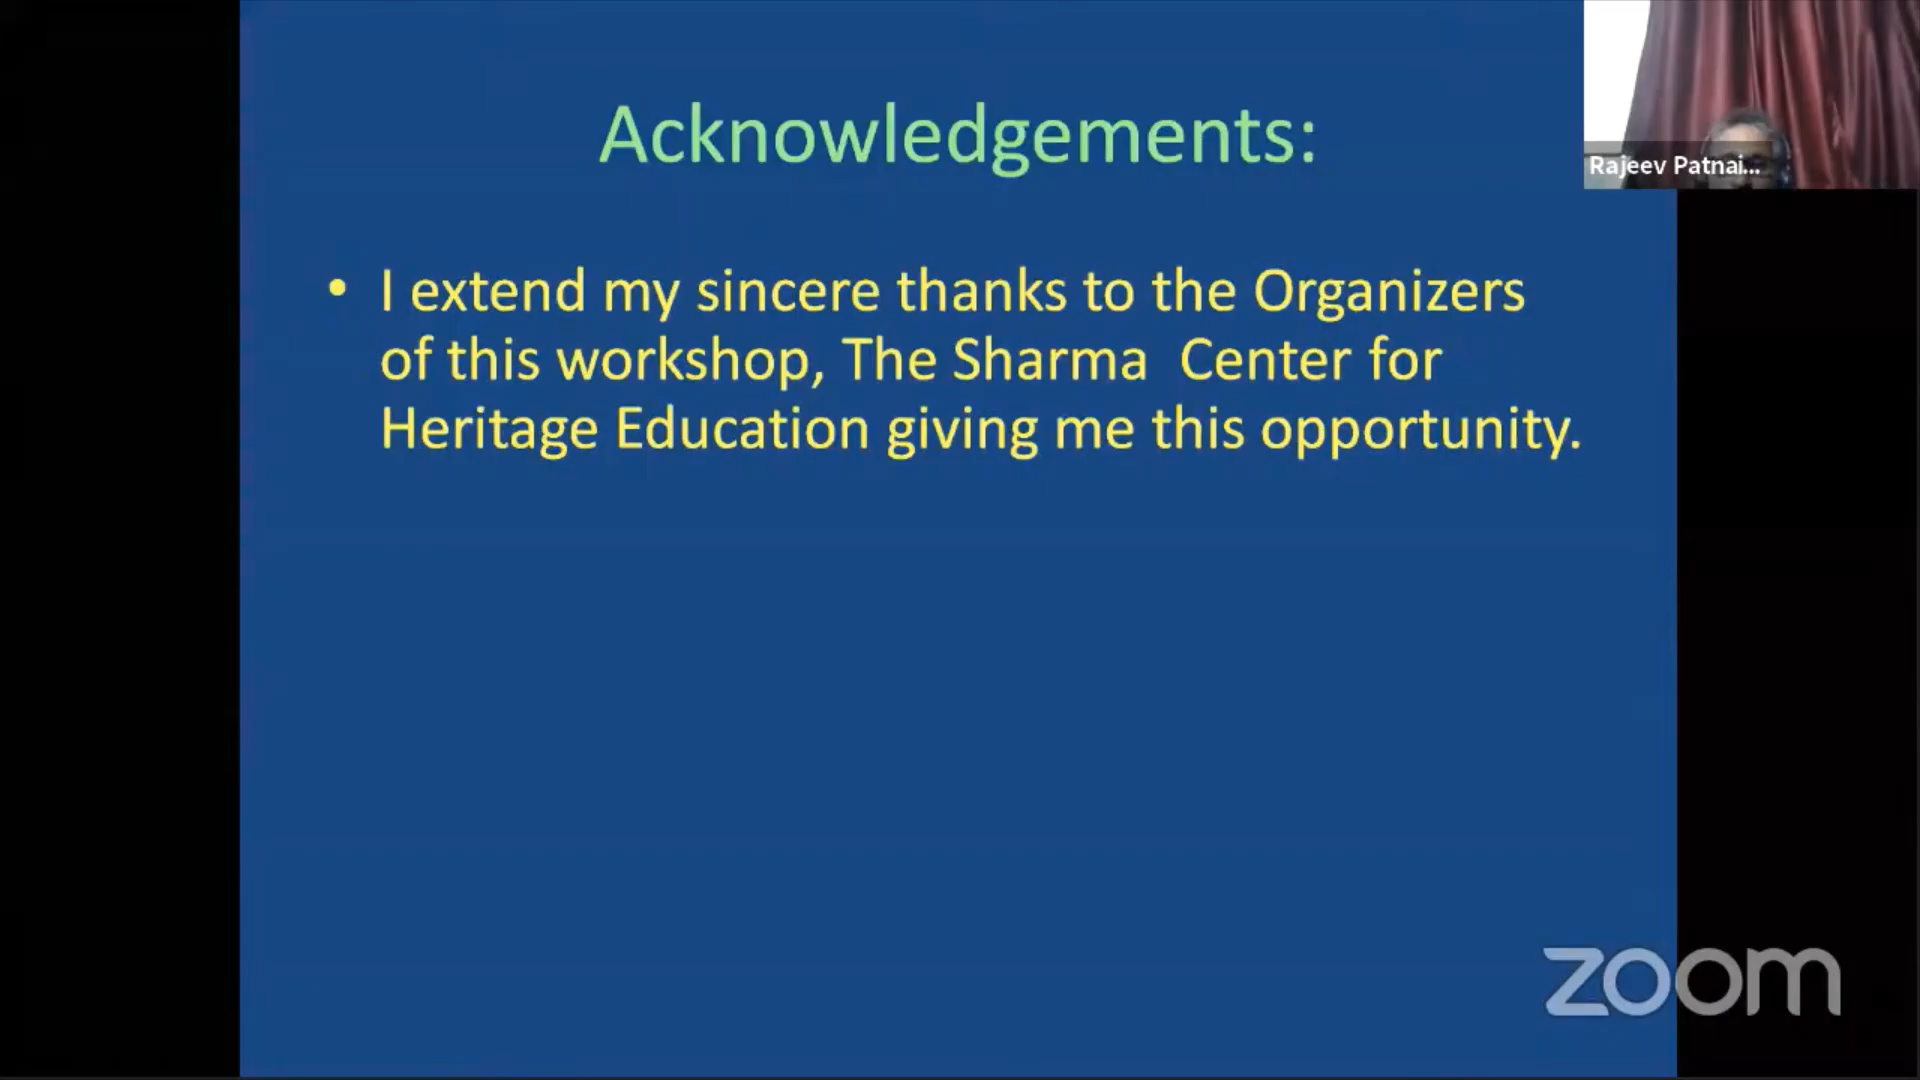 Acknowledgements:
Rajeev Patnai...
• I extend my sincere thanks to the Organizers
of this workshop, The Sharma  Center for
Heritage Education giving me this opportunity.
zoom